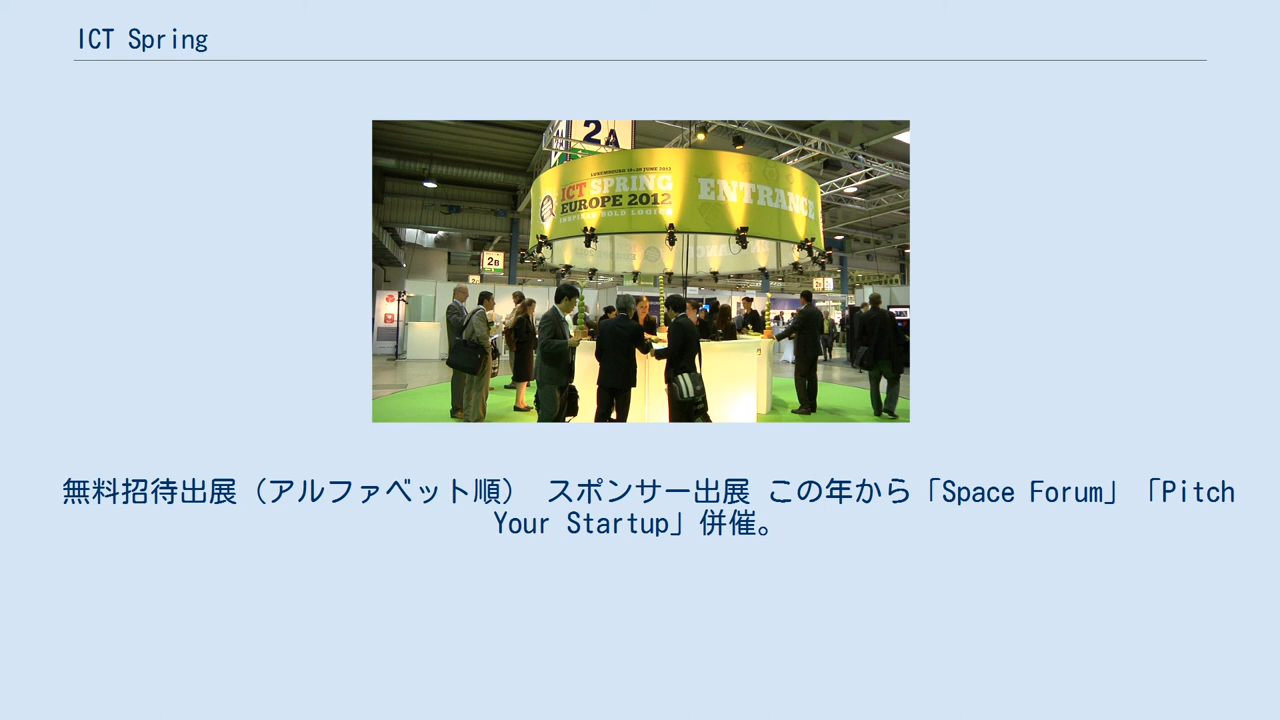 ICT Spring
2A
LUXEMBOURG 19+20 JUNE 2012
ICT SPRING
EUROPE 2012
INSPIRED BOLD LOGICS
ENTRANCE
2B
無料招待出展（アルファベット順） スポンサー出展 この年から「Space Forum」「Pitch
Your Startup」併催。